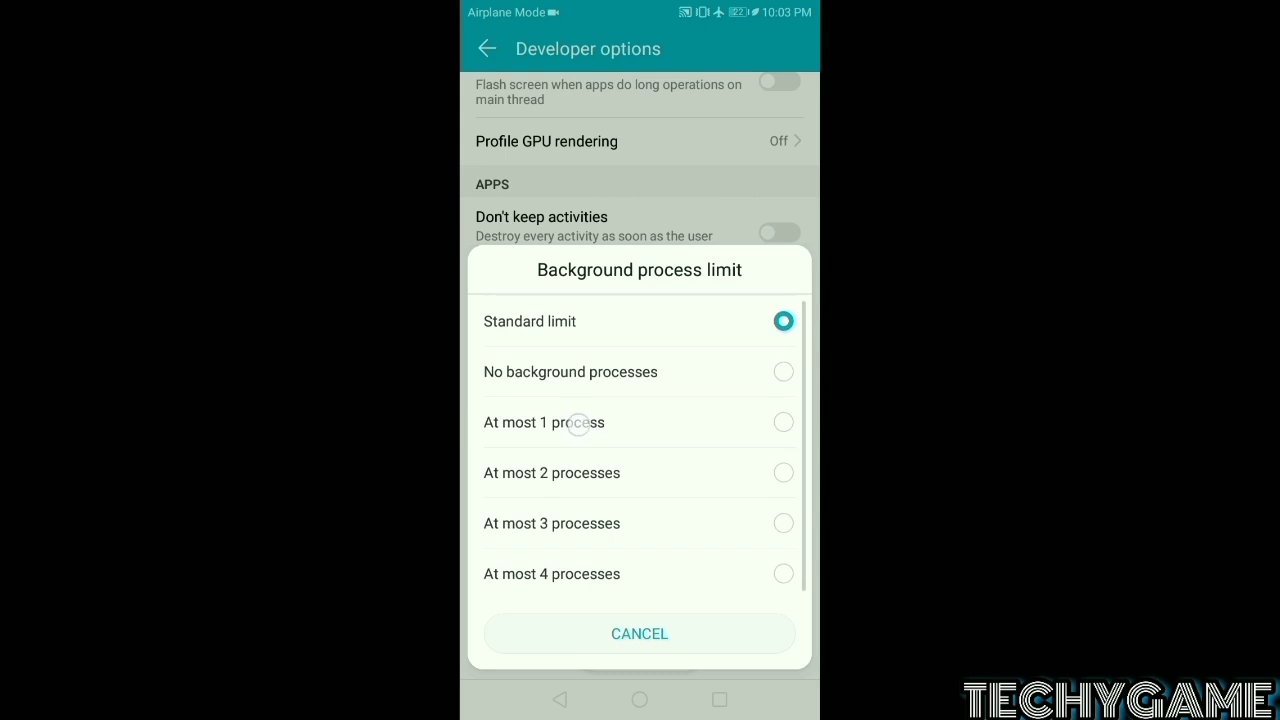 Airplane Mode 22 10:03 PM
Developer options
Flash screen when apps do long operations on
main thread
Profile GPU rendering Off
APPS
Don't keep activities
Destroy every activity as soon as the user
Background process limit
Standard limit
No background processes
At most 1 process
At most 2 processes
At most 3 processes
At most 4 processes
CANCEL
TECHYGAME